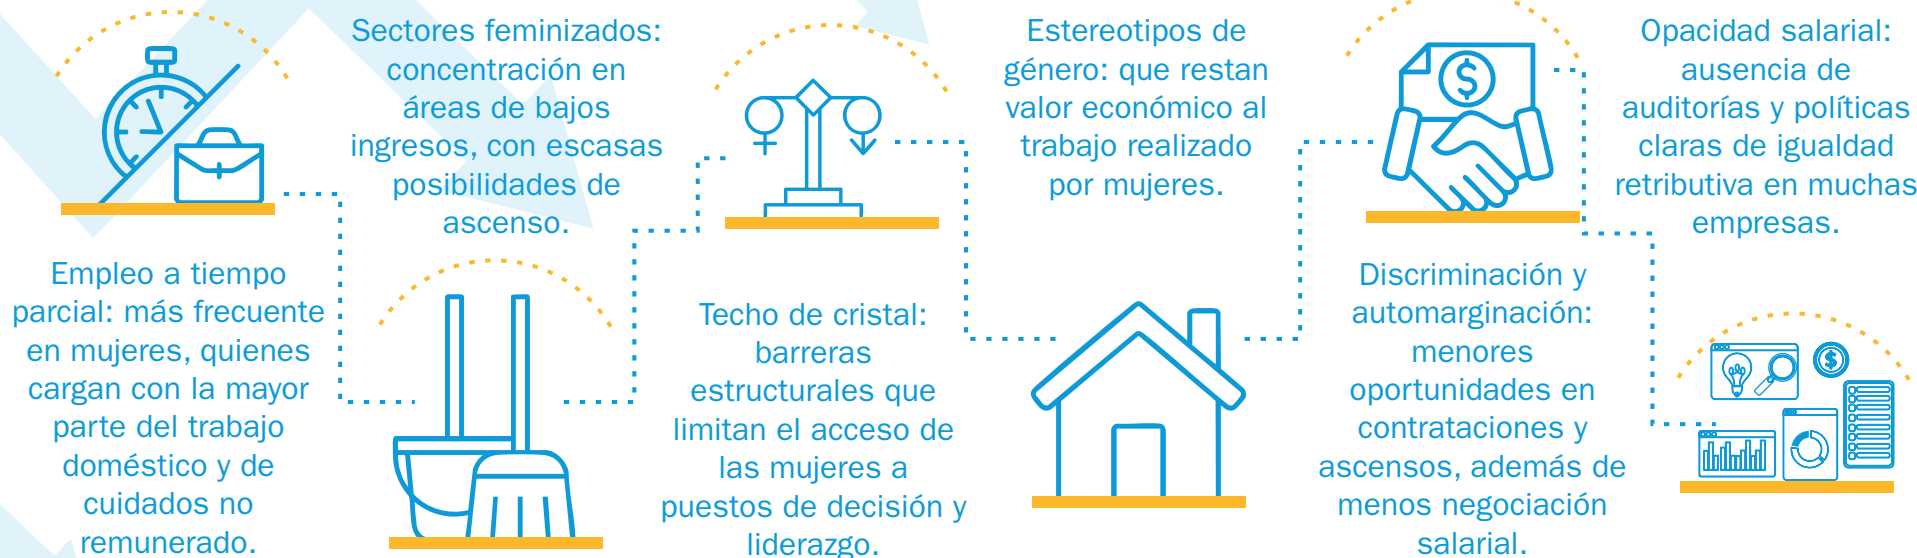 Empleo a tiempo
parcial: más frecuente
en mujeres, quienes
cargan con la mayor
parte del trabajo
doméstico y de
cuidados no
remunerado.
Sectores feminizados:
concentración en
áreas de bajos
ingresos, con escasas
posibilidades de
ascenso.
Techo de cristal:
barreras
estructurales que
limitan el acceso de
las mujeres a
puestos de decisión y
liderazgo.
Estereotipos de
género: que restan
valor económico al
trabajo realizado
por mujeres.
Discriminación y
automarginación:
menores
oportunidades en
contrataciones y
ascensos, además de
menos negociación
salarial.
Opacidad salarial:
ausencia de
auditorías y políticas
claras de igualdad
retributiva en muchas
empresas.